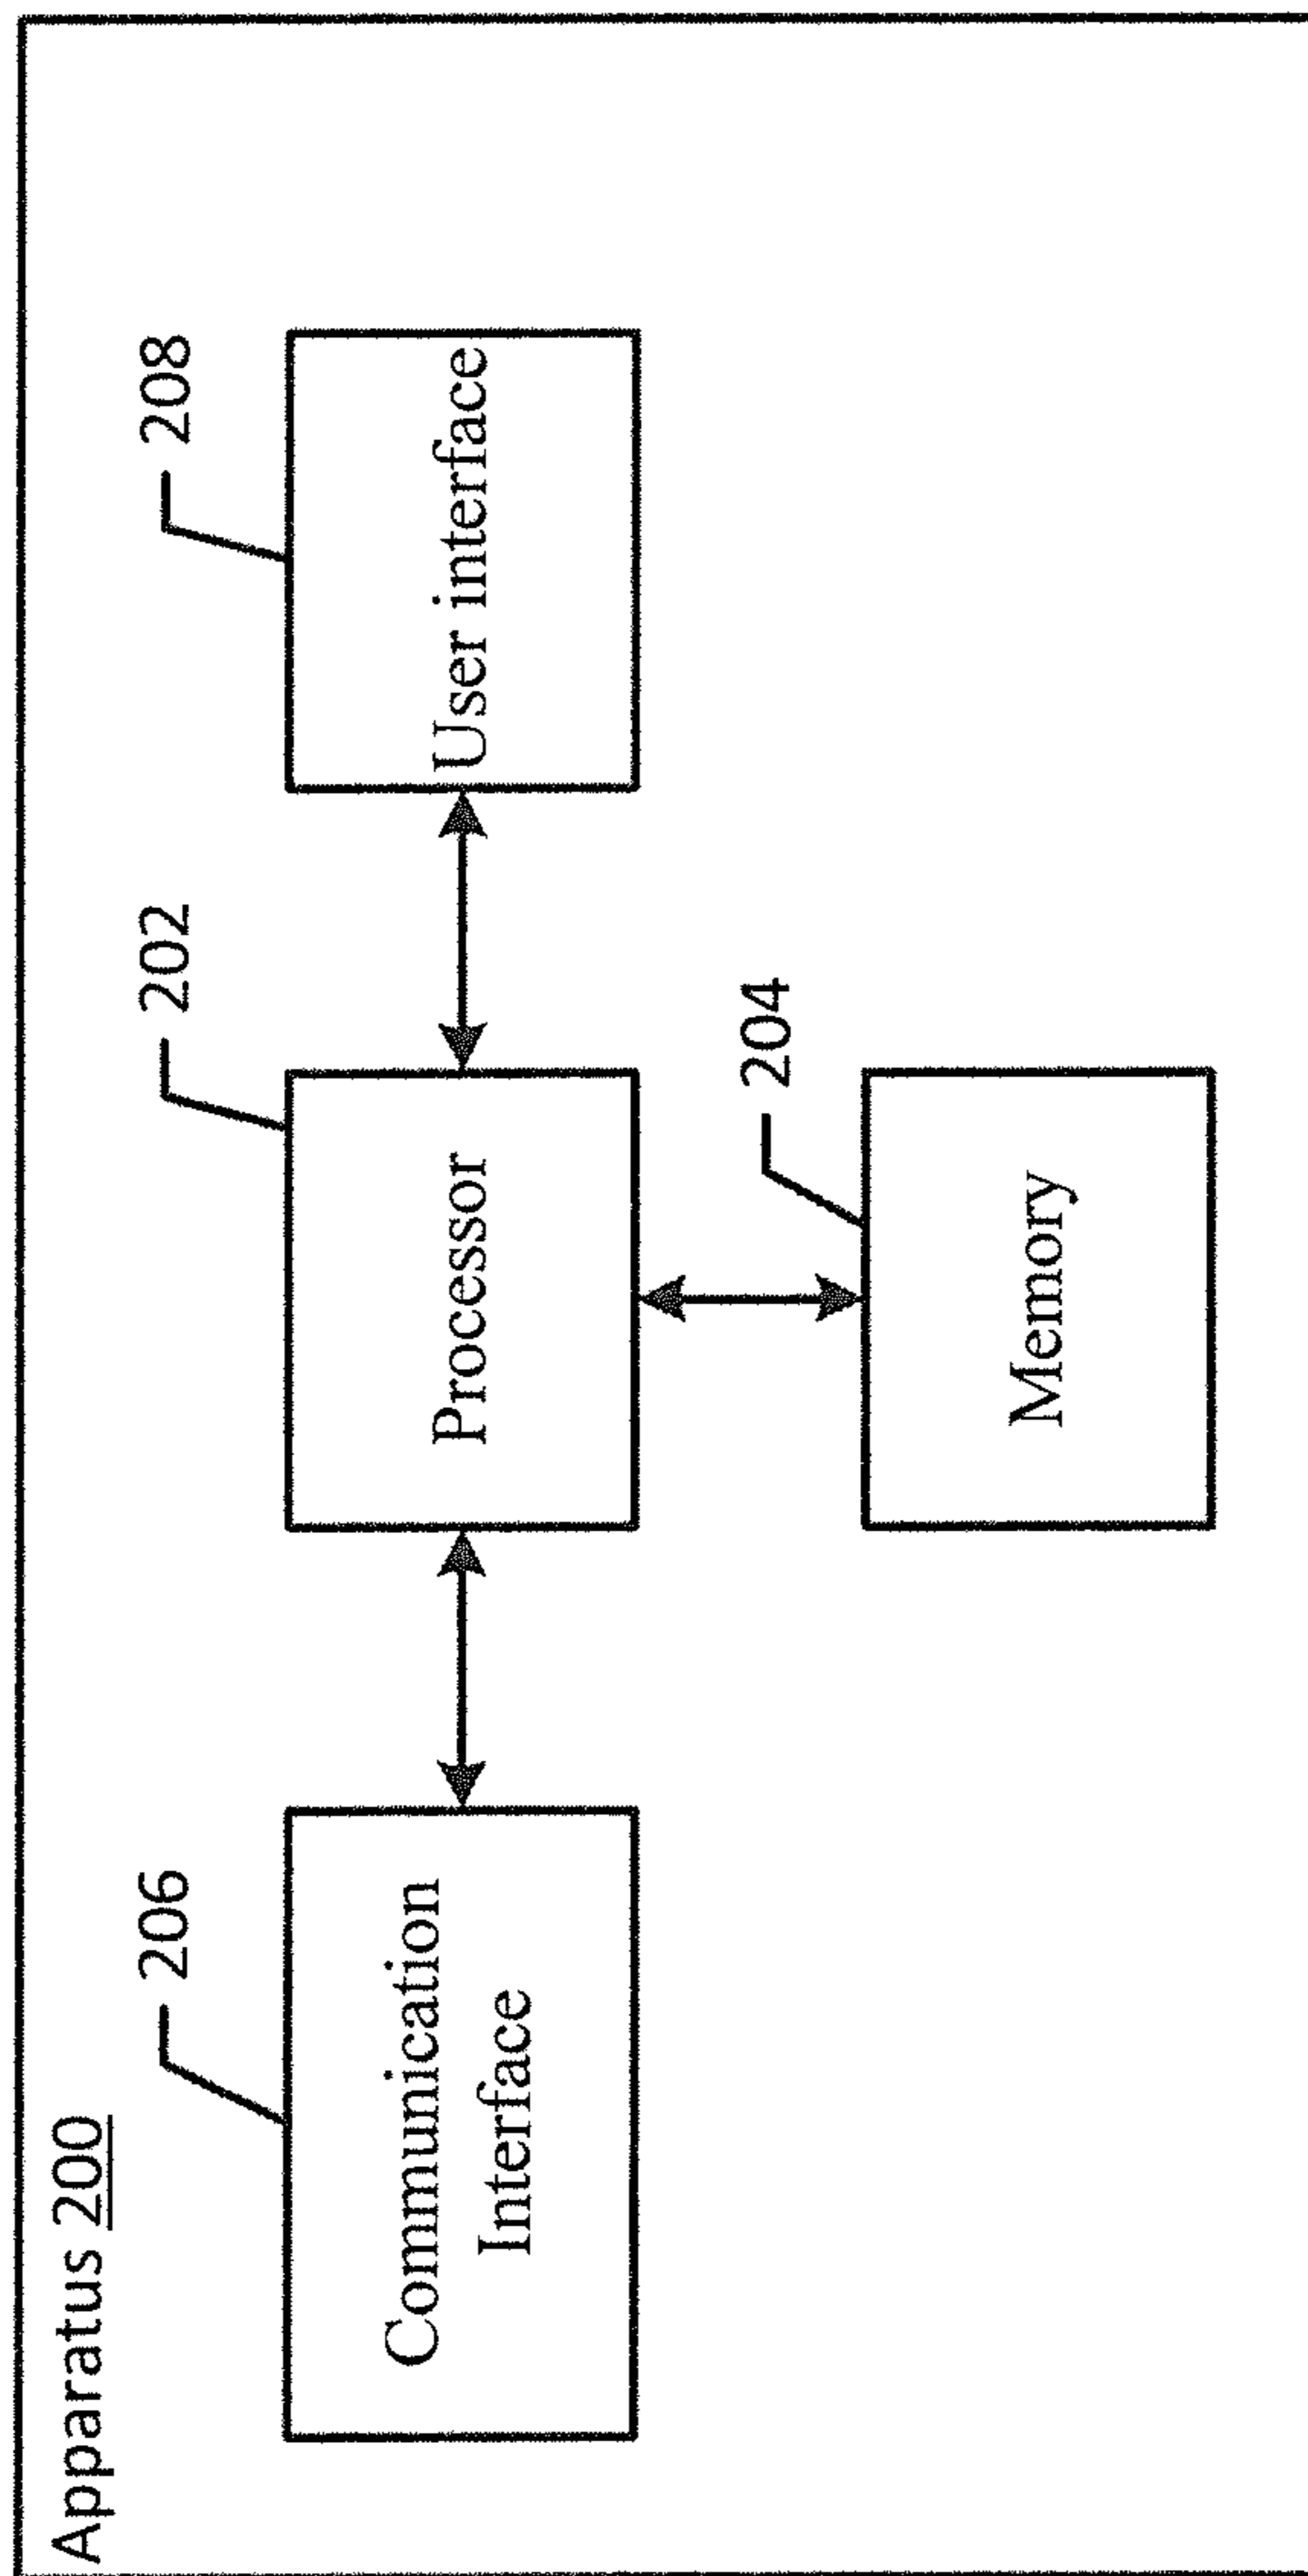 Apparatus 200
206
202
208
Communication
Interface
Processor
User interface
204
Memory